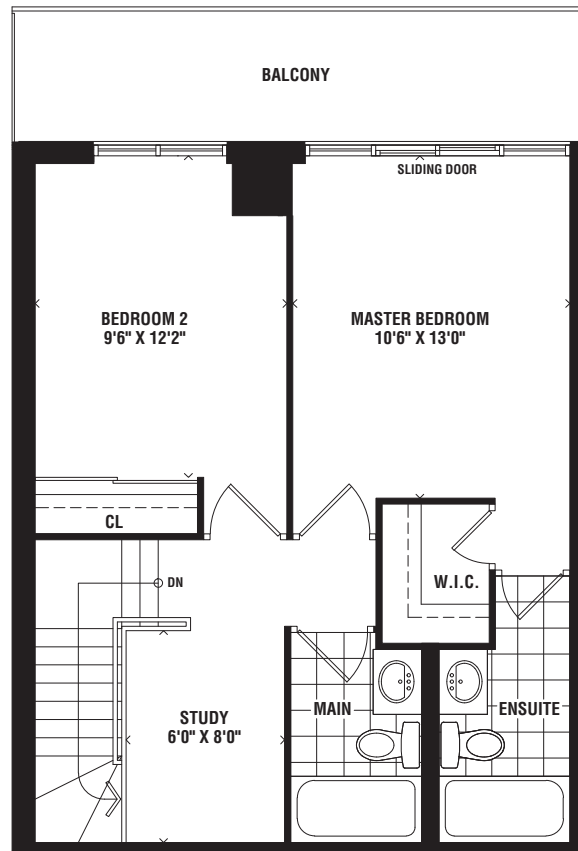 BALCONY
SLIDING DOOR
BEDROOM 2
9'6" X 12'2"
MASTER BEDROOM
10'6" X 13'0"
CL
DN
W.I.C.
STUDY
6'0" X 8'0"
MAIN
ENSUITE